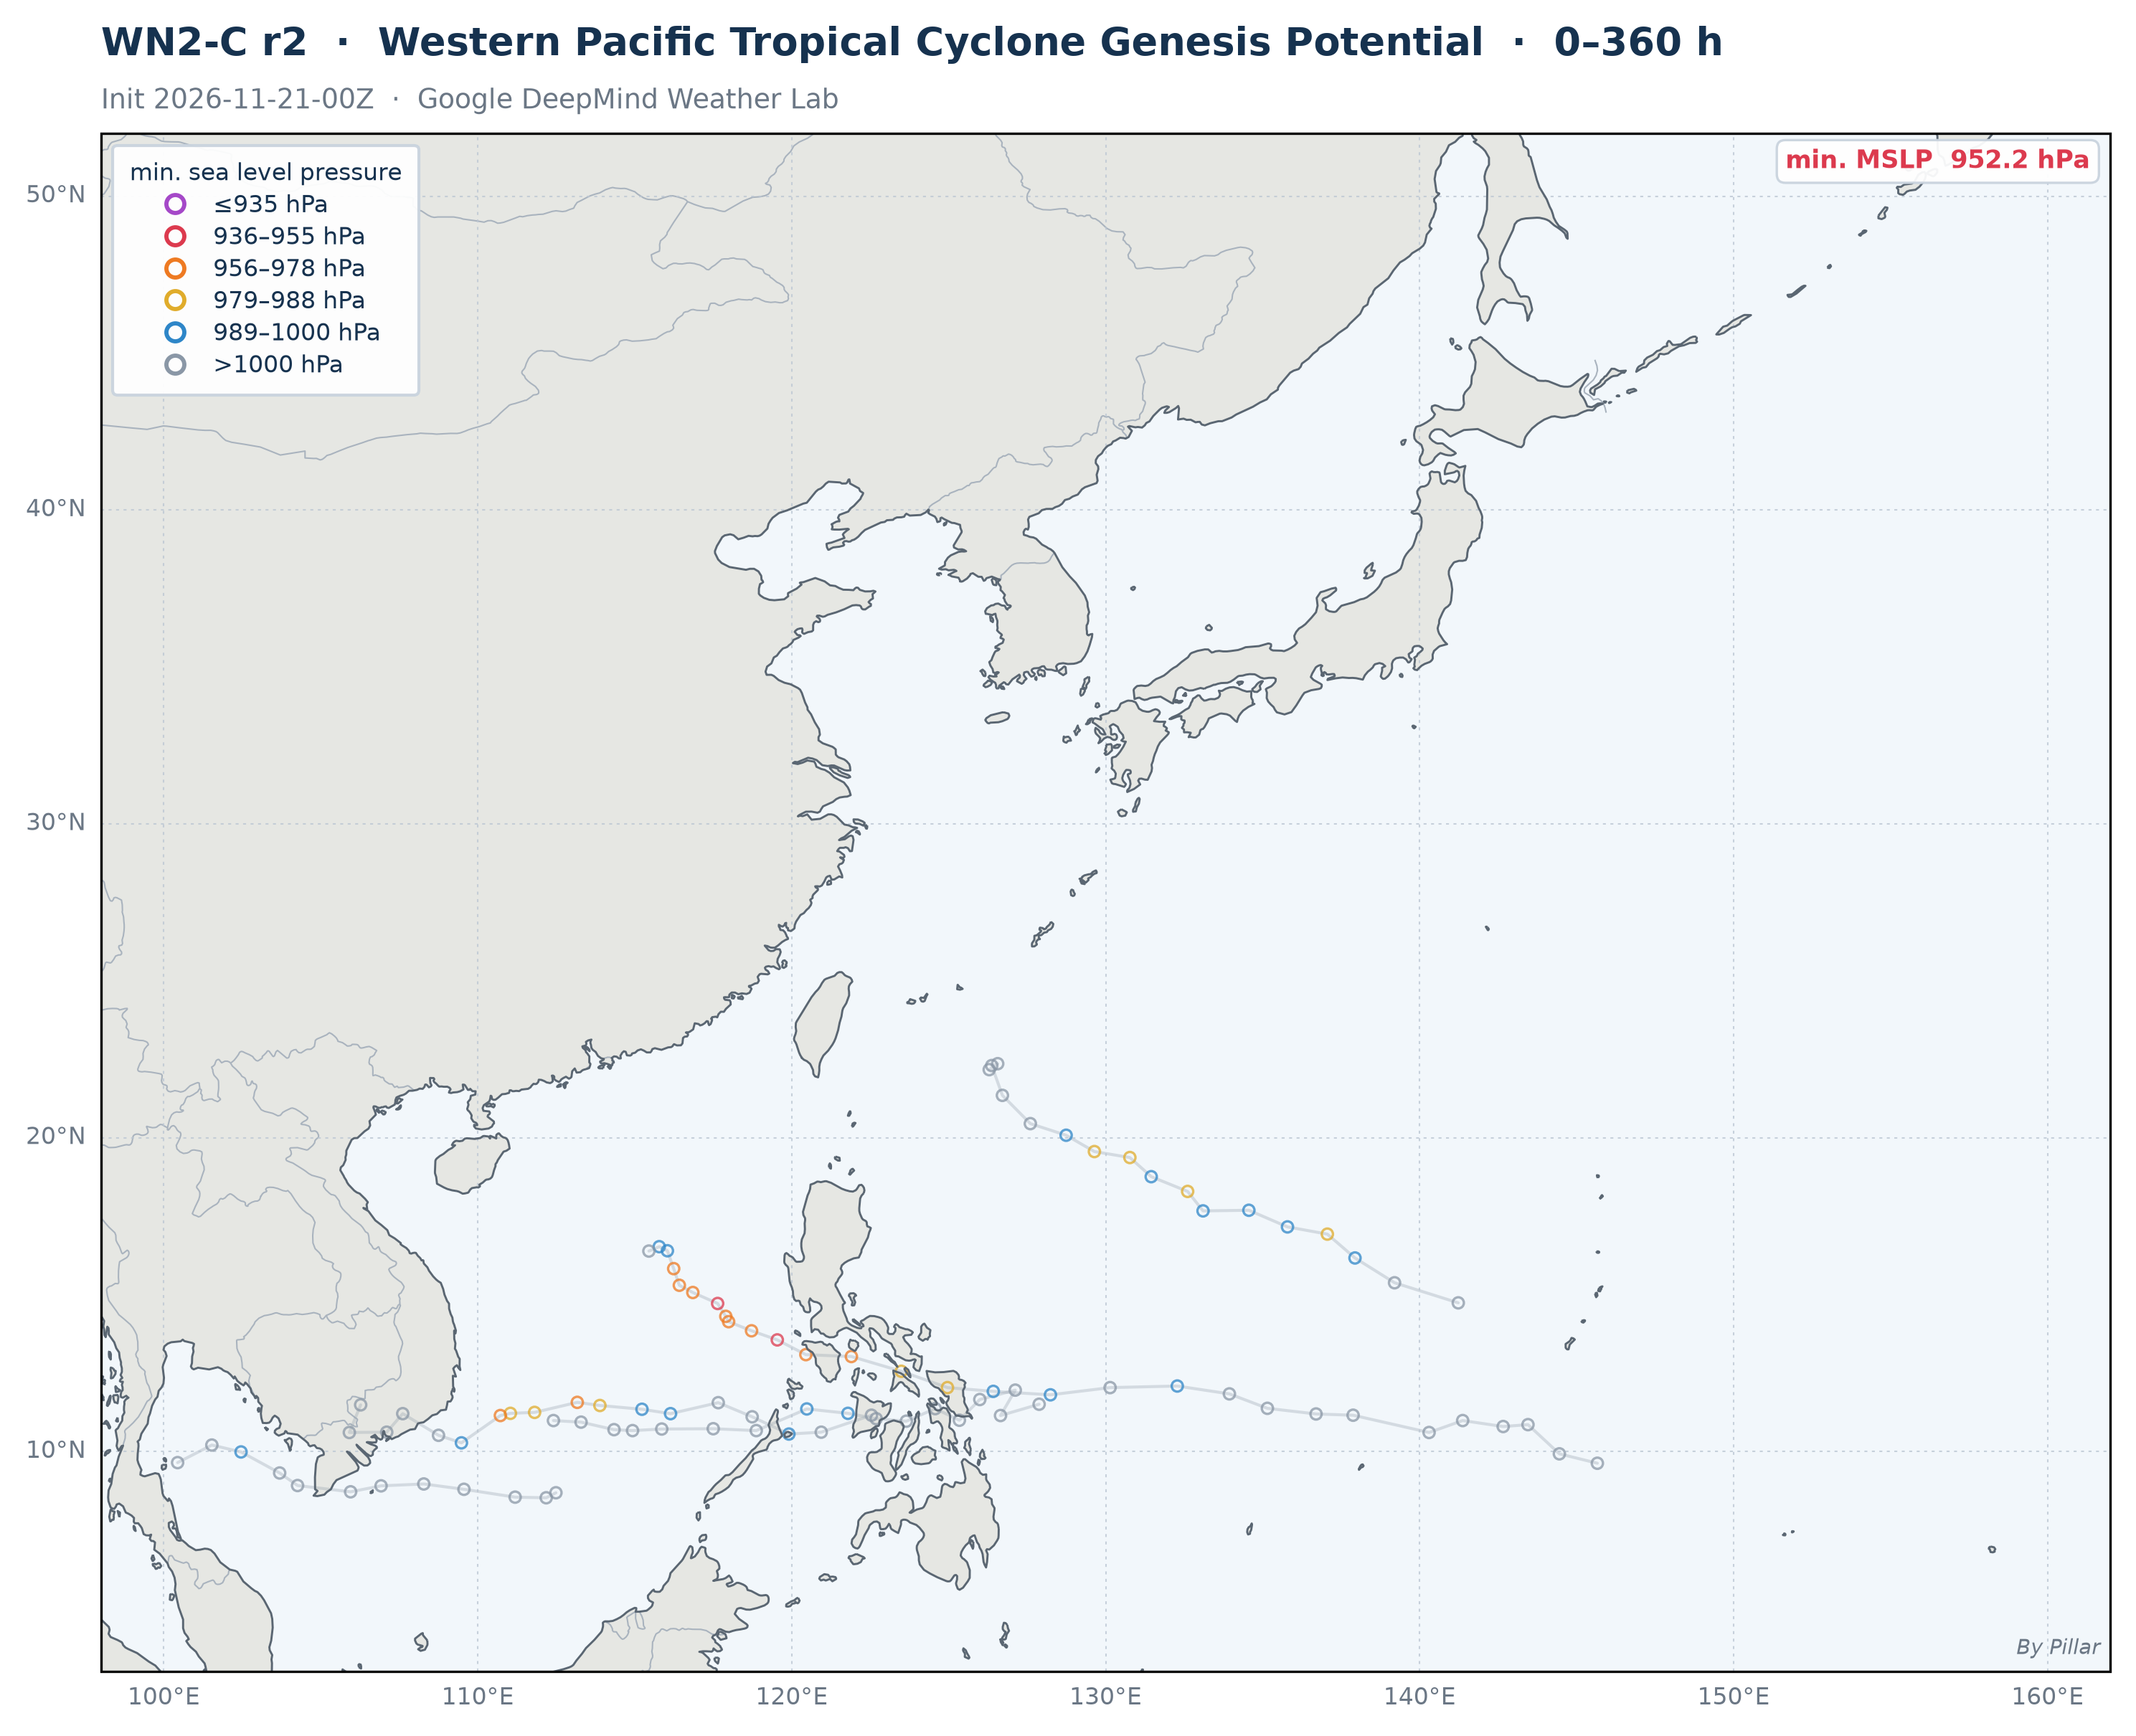 WN2-C r2 · Western Pacific Tropical Cyclone Genesis Potential · 0–360 h
Init 2026-11-21-00Z · Google DeepMind Weather Lab
min. sea level pressure
≤935 hPa
936–955 hPa
956–978 hPa
979–988 hPa
989–1000 hPa
>1000 hPa
min. MSLP 952.2 hPa
50°N
40°N
30°N
20°N
10°N
By Pillar
100°E 110°E 120°E 130°E 140°E 150°E 160°E